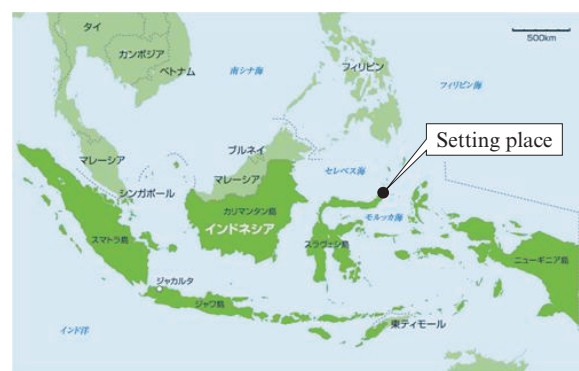 タイ
500km
カンボジア
ベトナム
南シナ海
フィリピン
フィリピン海
Setting place
ブルネイ
マレーシア
マレーシア
セレベス海
シンガポール
カリマンタン島
モルッカ海
インドネシア
スマトラ島
スラウェシ島
ニューギニア島
ジャカルタ
ジャワ島
東ティモール
インド洋